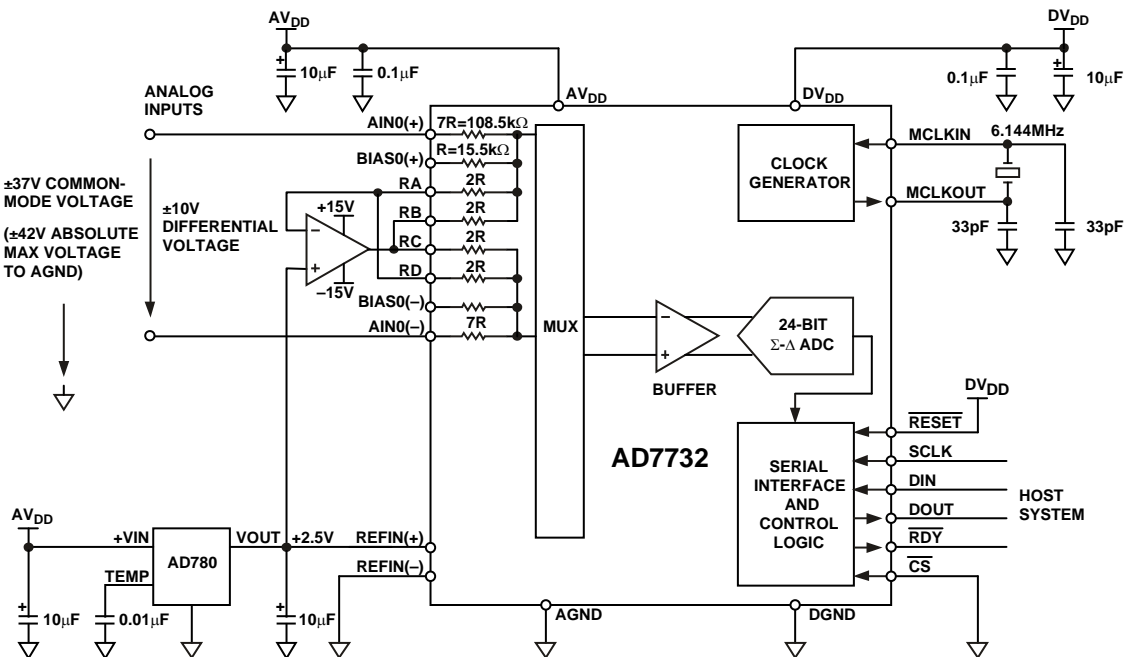 AVDD
10µF
0.1µF
DVDD
0.1µF
10µF
ANALOG
INPUTS
±37V COMMON-
MODE VOLTAGE
(±42V ABSOLUTE
MAX VOLTAGE
TO AGND)
±10V
DIFFERENTIAL
VOLTAGE
+15V
−
+
−15V
AVDD
DVDD
AIN0(+)
7R=108.5kΩ
BIAS0(+)
R=15.5kΩ
RA
2R
RB
2R
RC
2R
RD
2R
BIAS0(−)
AIN0(−)
7R
MUX
−
+
BUFFER
24-BIT
Σ-Δ ADC
CLOCK
GENERATOR
MCLKIN
6.144MHz
MCLKOUT
33pF
33pF
AD7732
SERIAL
INTERFACE
AND
CONTROL
LOGIC
DVDD
RESET
SCLK
DIN
DOUT
RDY
CS
HOST
SYSTEM
AVDD
+VIN
AD780
VOUT
+2.5V
TEMP
REFIN(+)
REFIN(−)
10µF
0.01µF
10µF
AGND
DGND